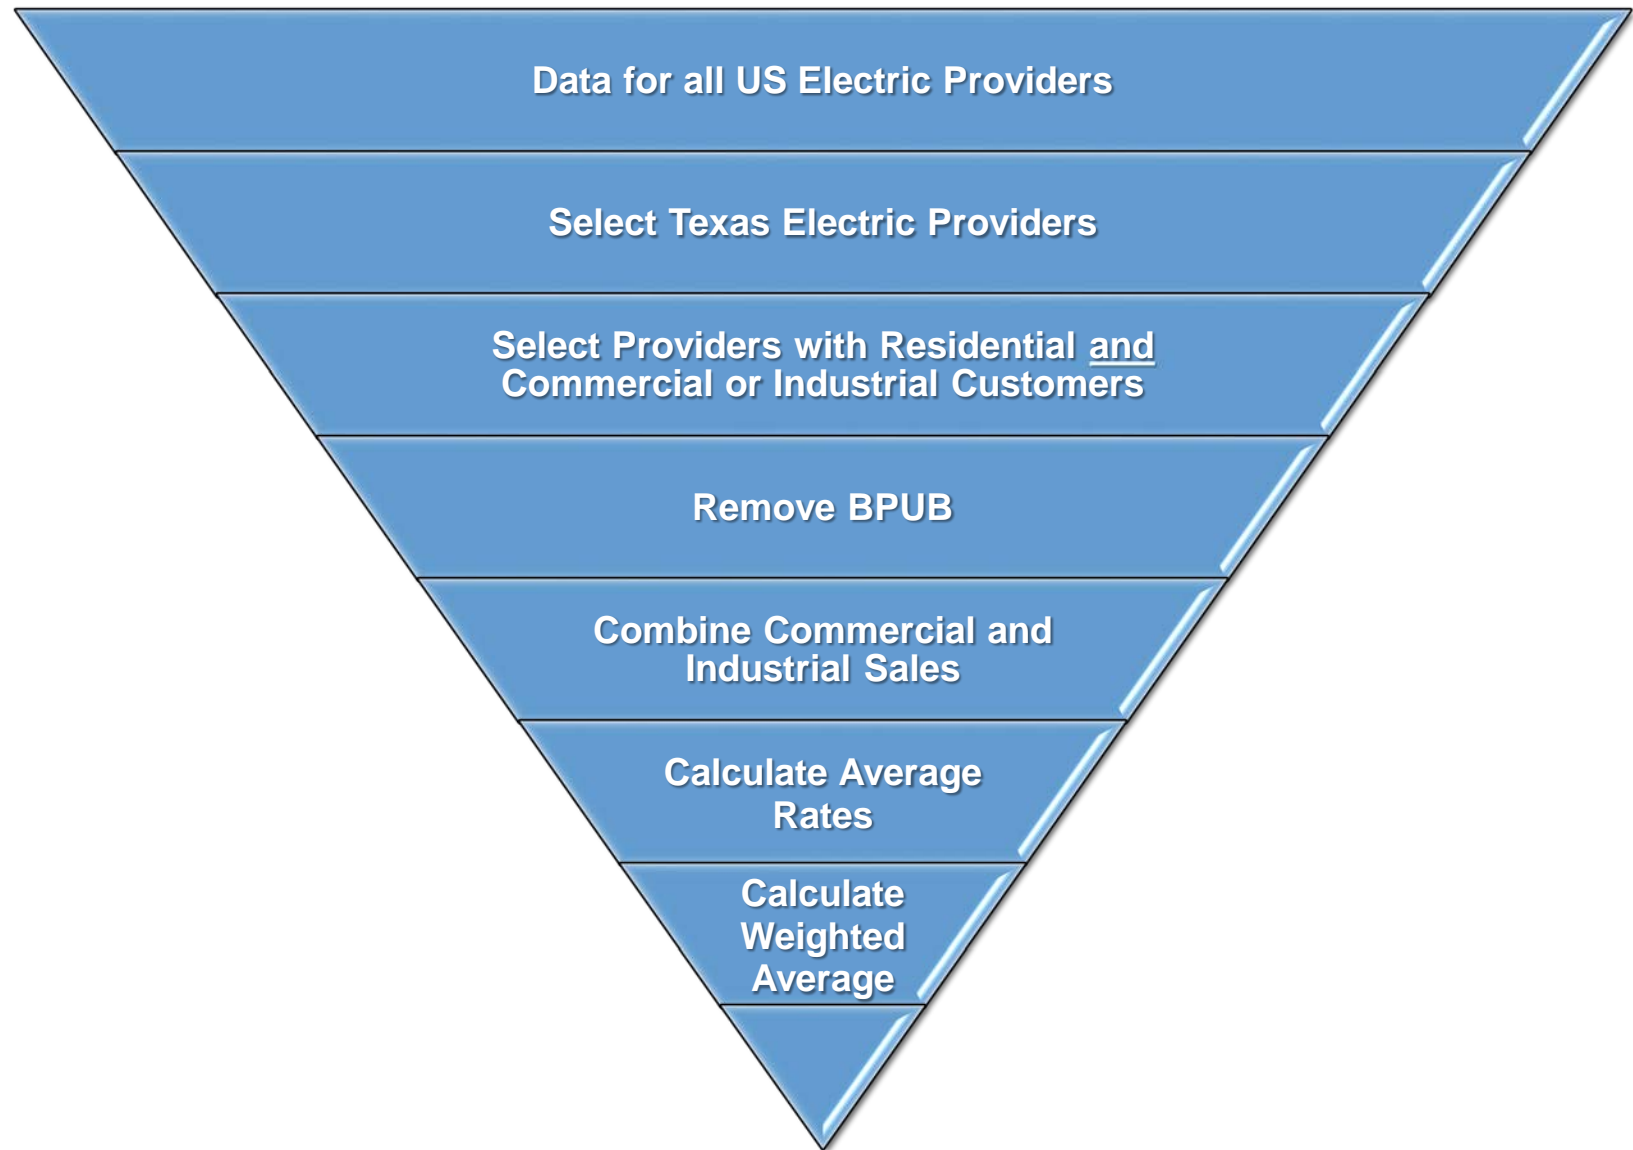 Data for all US Electric Providers
Select Texas Electric Providers
Select Providers with Residential and
Commercial or Industrial Customers
Remove BPUB
Combine Commercial and
Industrial Sales
Calculate Average
Rates
Calculate
Weighted
Average